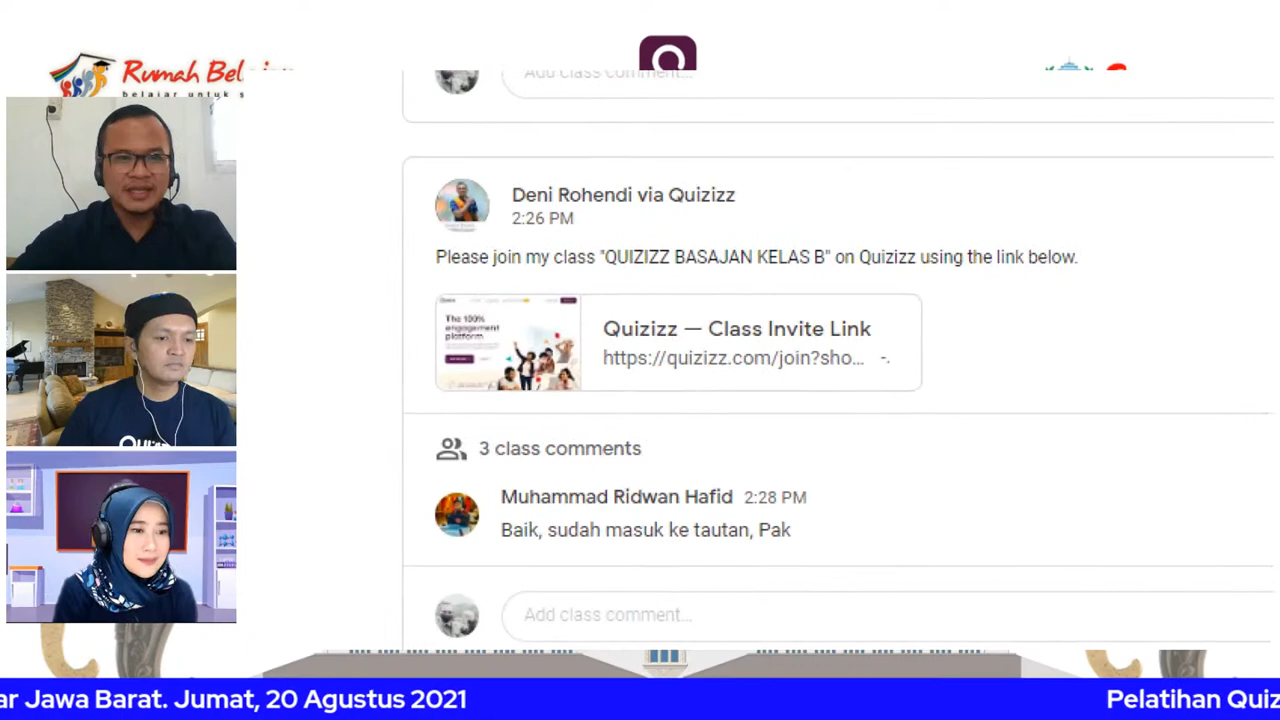 Rumah Bel
belajar untuk s
Add class comment...
Deni Rohendi via Quizizz
2:26 PM
Please join my class "QUIZIZZ BASAJAN KELAS B" on Quizizz using the link below.
The 100%
engagement
platform
Quizizz — Class Invite Link
https://quizizz.com/join?sho...
3 class comments
Muhammad Ridwan Hafid 2:28 PM
Baik, sudah masuk ke tautan, Pak
Add class comment...
ar Jawa Barat. Jumat, 20 Agustus 2021
Pelatihan Quiz